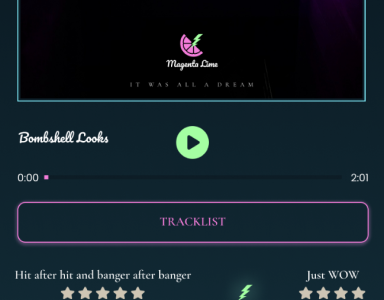 Magenta Lime
IT WAS ALL A DREAM
Bombshell Looks
0:00
2:01
TRACKLIST
Hit after hit and banger after banger
Just WOW